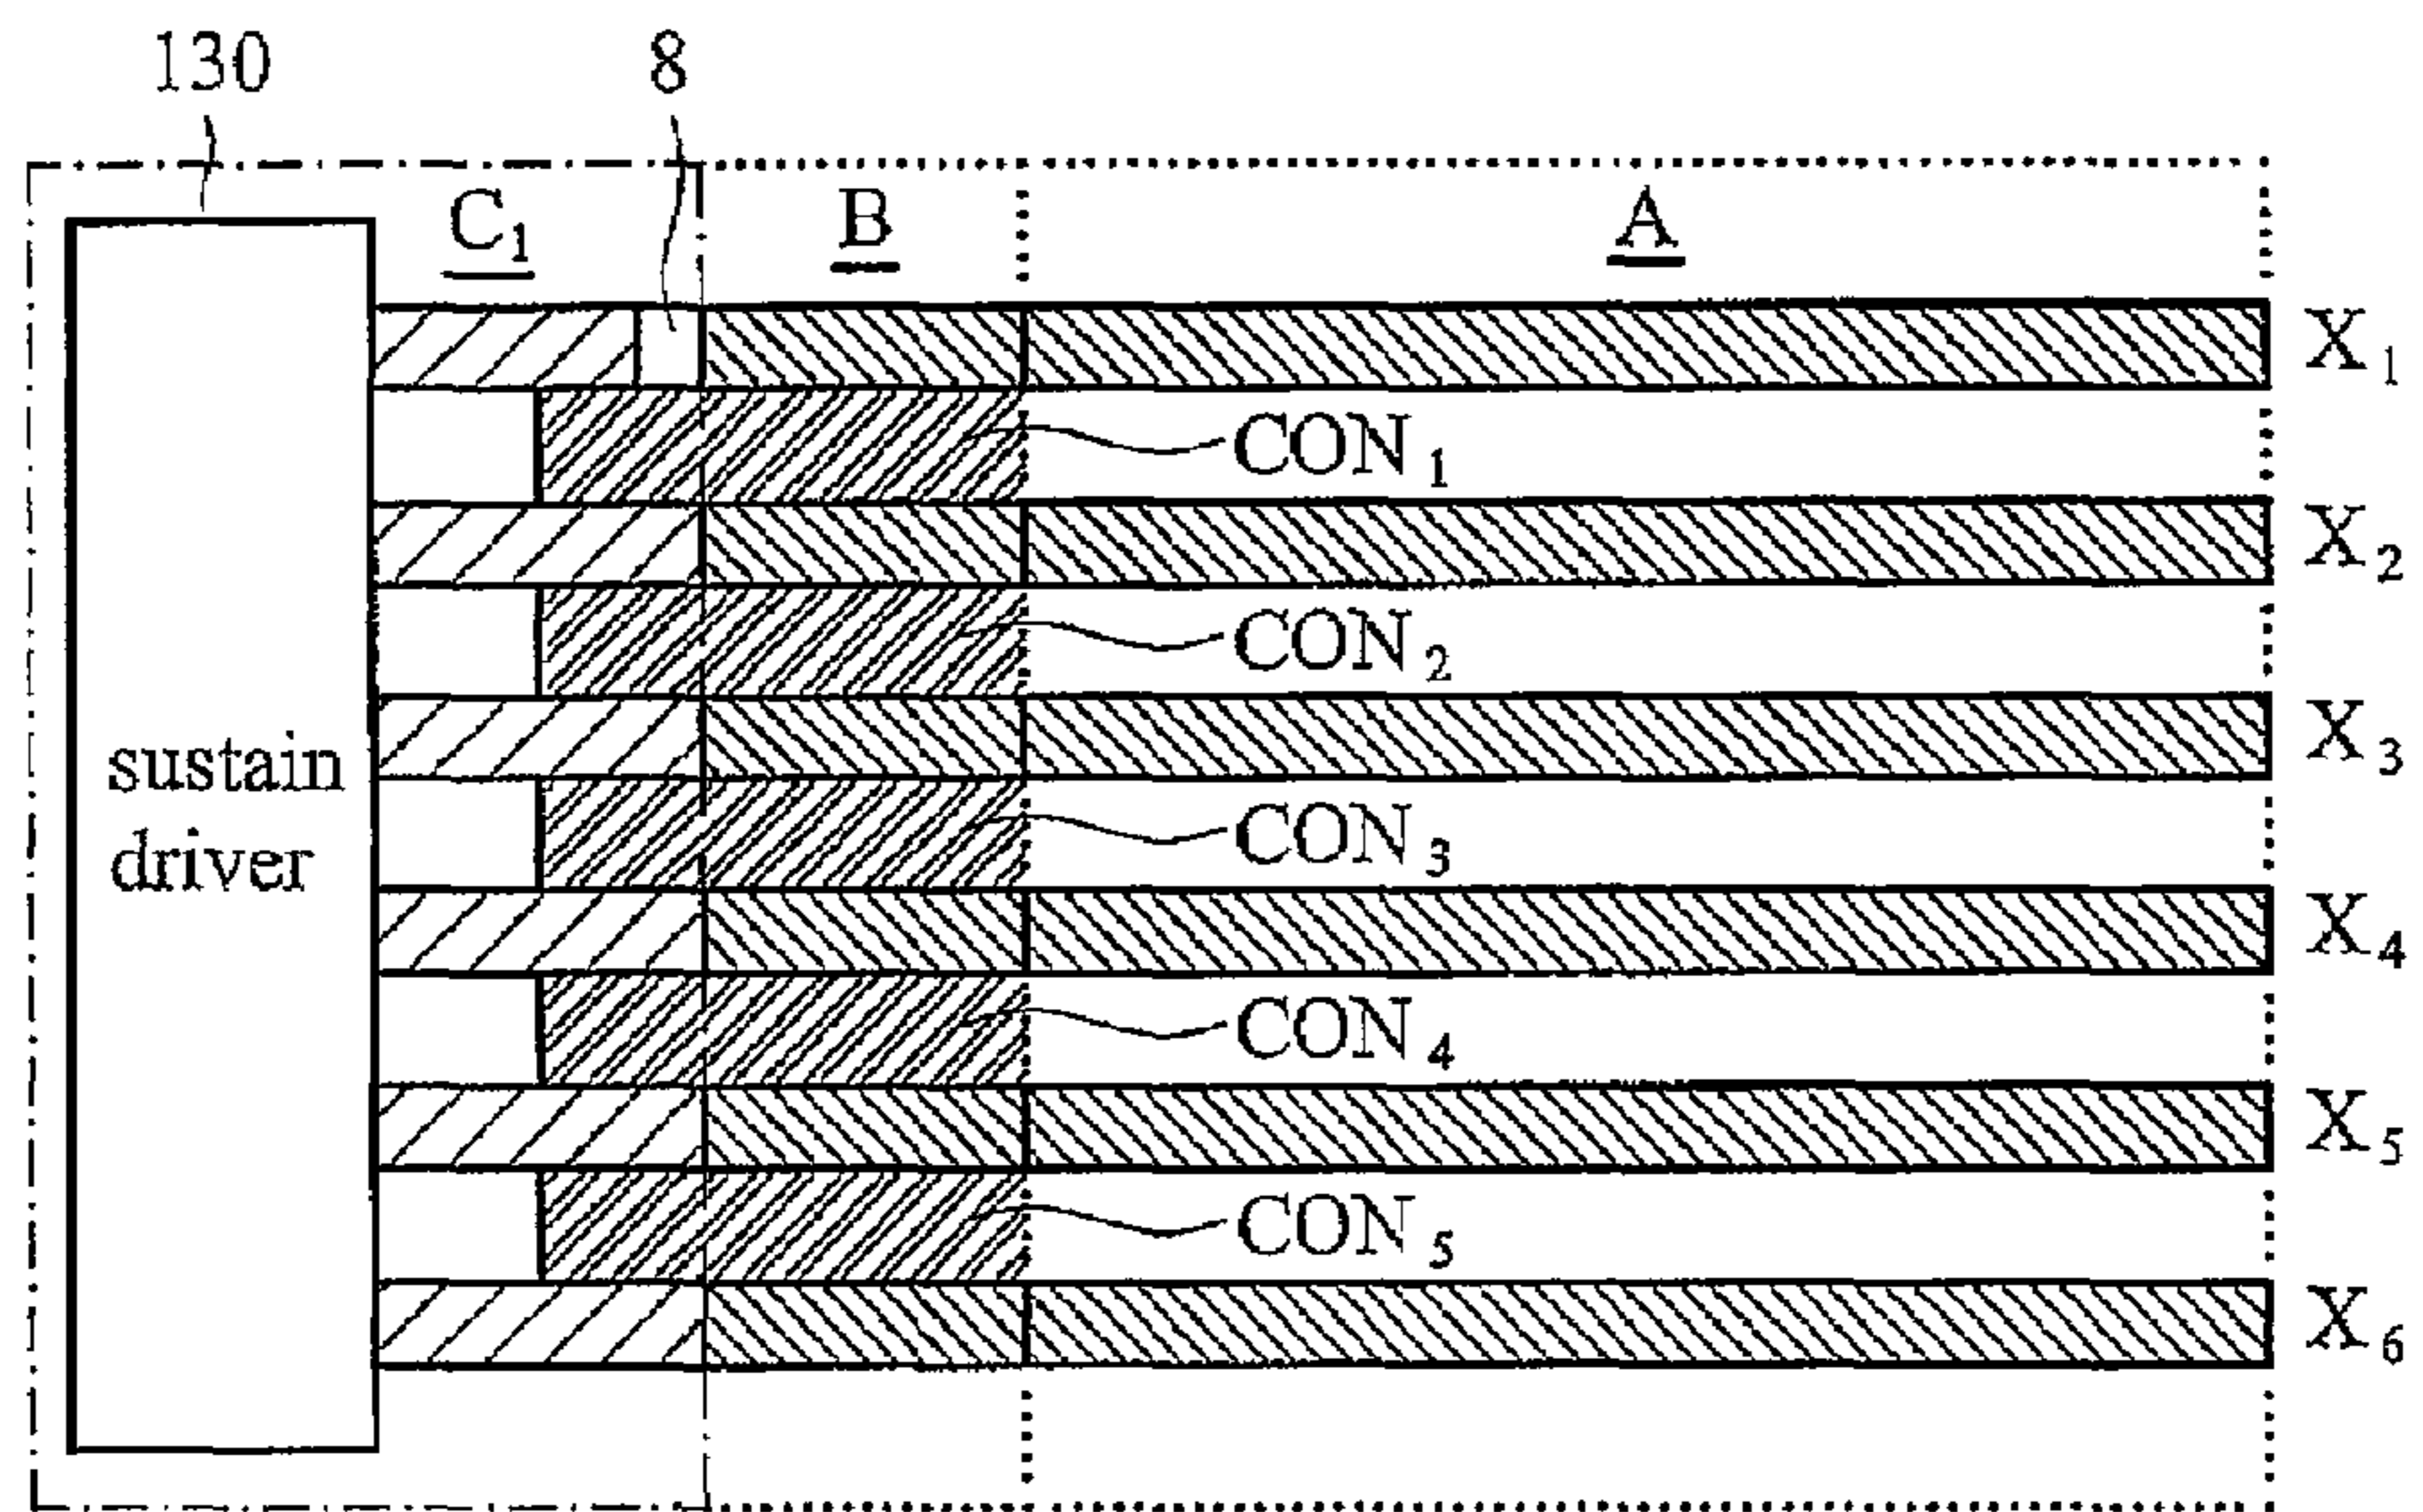 130 8
C1 B A
X1
CON1
X2
CON2
X3
sustain
CON3
driver
X4
CON4
X5
CON5
X6